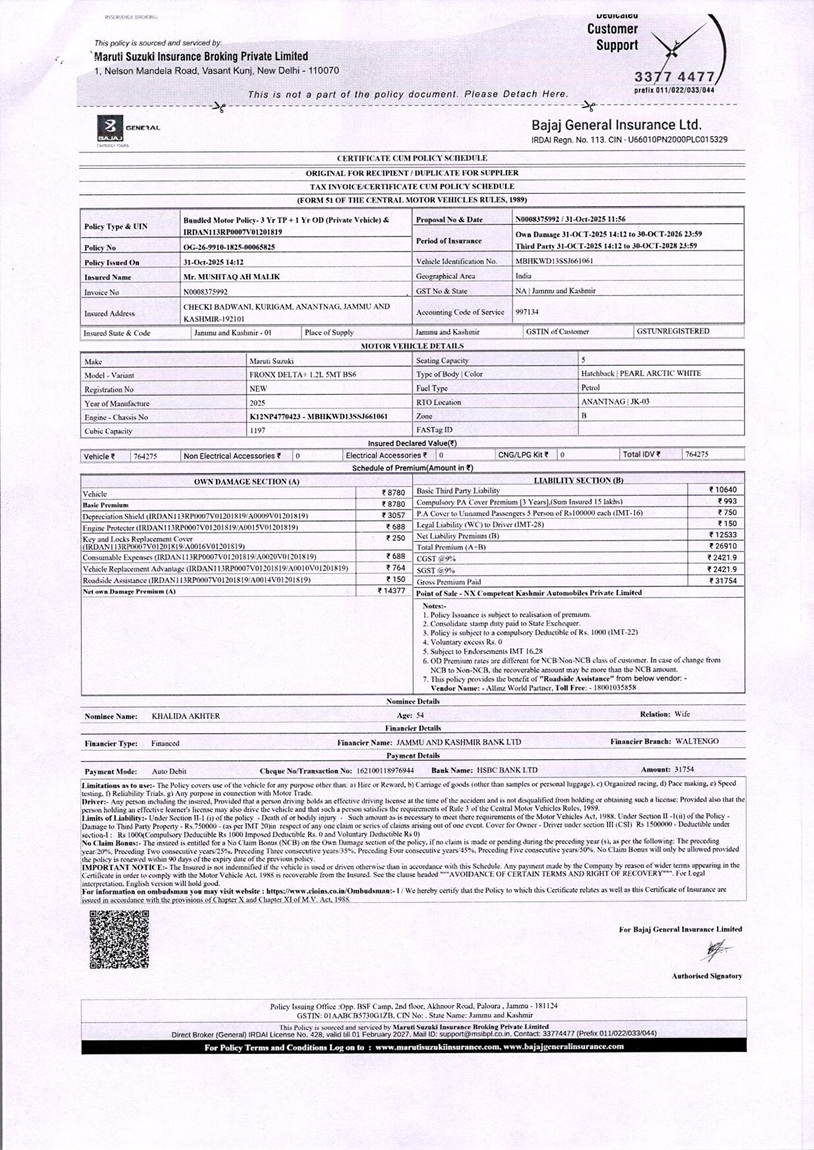 INSURANCE BROKING
This policy is sourced and serviced by:
Maruti Suzuki Insurance Broking Private Limited
1, Nelson Mandela Road, Vasant Kunj, New Delhi - 110070
Dedicated
Customer
Support
3377 4477
prefix 011/022/033/044
This is not a part of the policy document. Please Detach Here.
BAJAJ GENERAL
Bajaj General Insurance Ltd.
IRDAI Regn. No. 113. CIN - U66010PN2000PLC015329
CERTIFICATE CUM POLICY SCHEDULE
ORIGINAL FOR RECIPIENT / DUPLICATE FOR SUPPLIER
TAX INVOICE/CERTIFICATE CUM POLICY SCHEDULE
(FORM 51 OF THE CENTRAL MOTOR VEHICLES RULES, 1989)
Policy Type & UIN Bundled Motor Policy- 3 Yr TP + 1 Yr OD (Private Vehicle) & IRDAN113RP0007V01201819
Proposal No & Date N0008375992 / 31-Oct-2025 11:56
Policy No OG-26-9910-1825-00065825
Period of Insurance Own Damage 31-OCT-2025 14:12 to 30-OCT-2026 23:59
Third Party 31-OCT-2025 14:12 to 30-OCT-2028 23:59
Policy Issued On 31-Oct-2025 14:12
Vehicle Identification No. MBHKWD13SSJ661061
Insured Name Mr. MUSHTAQ AH MALIK
Geographical Area India
Invoice No N0008375992
GST No & State NA | Jammu and Kashmir
Insured Address CHECKI BADWANI, KURIGAM, ANANTNAG, JAMMU AND KASHMIR-192101
Accounting Code of Service 997134
Insured State & Code Jammu and Kashmir - 01 Place of Supply Jammu and Kashmir GSTIN of Customer GSTUNREGISTERED
MOTOR VEHICLE DETAILS
Make Maruti Suzuki Seating Capacity 5
Model - Variant FRONX DELTA+ 1.2L 5MT BS6 Type of Body | Color Hatchback | PEARL ARCTIC WHITE
Registration No NEW Fuel Type Petrol
Year of Manufacture 2025 RTO Location ANANTNAG | JK-03
Engine - Chassis No K12NP4770423 - MBHKWD13SSJ661061 Zone B
Cubic Capacity 1197 FASTag ID
Insured Declared Value(₹)
Vehicle ₹ 764275 Non Electrical Accessories ₹ 0 Electrical Accessories ₹ 0 CNG/LPG Kit ₹ 0 Total IDV ₹ 764275
Schedule of Premium(Amount in ₹)
OWN DAMAGE SECTION (A)
Vehicle ₹ 8780
Basic Premium ₹ 8780
Depreciation Shield (IRDAN113RP0007V01201819/A0009V01201819) ₹ 3057
Engine Protecter (IRDAN113RP0007V01201819/A0015V01201819) ₹ 688
Key and Locks Replacement Cover ₹ 250
(IRDAN113RP0007V01201819/A0016V01201819)
Consumable Expenses (IRDAN113RP0007V01201819/A0020V01201819) ₹ 688
Vehicle Replacement Advantage (IRDAN113RP0007V01201819/A0010V01201819) ₹ 764
Roadside Assistance (IRDAN113RP0007V01201819/A0014V01201819) ₹ 150
Net own Damage Premium (A) ₹ 14377
LIABILITY SECTION (B)
Basic Third Party Liability ₹ 10640
Compulsory PA Cover Premium [3 Years],(Sum Insured 15 lakhs) ₹ 993
P.A Cover to Unnamed Passengers 5 Person of Rs100000 each (IMT-16) ₹ 750
Legal Liability (WC) to Driver (IMT-28) ₹ 150
Net Liability Premium (B) ₹ 12533
Total Premium (A+B) ₹ 26910
CGST @9% ₹ 2421.9
SGST @9% ₹ 2421.9
Gross Premium Paid ₹ 31754
Point of Sale - NX Competent Kashmir Automobiles Private Limited
Notes:-
1. Policy Issuance is subject to realisation of premium.
2. Consolidate stamp duty paid to State Exchequer.
3. Policy is subject to a compulsory Deductible of Rs. 1000 (IMT-22)
4. Voluntary excess Rs. 0
5. Subject to Endorsements IMT 16,28
6. OD Premium rates are different for NCB/Non-NCB class of customer. In case of change from
NCB to Non-NCB, the recoverable amount may be more than the NCB amount.
7. This policy provides the benefit of "Roadside Assistance" from below vendor: -
Vendor Name: - Allinz World Partner, Toll Free: - 18001035858
Nominee Details
Nominee Name: KHALIDA AKHTER Age: 54 Relation: Wife
Financier Details
Financier Type: Financed Financier Name: JAMMU AND KASHMIR BANK LTD Financier Branch: WALTENGO
Payment Details
Payment Mode: Auto Debit Cheque No/Transaction No: 162100118976944 Bank Name: HSBC BANK LTD Amount: 31754
Limitations as to use:- The Policy covers use of the vehicle for any purpose other than: a) Hire or Reward, b) Carriage of goods (other than samples or personal luggage), c) Organized racing, d) Pace making, e) Speed
testing, f) Reliability Trials, g) Any purpose in connection with Motor Trade.
Driver:- Any person including the insured, Provided that a person driving holds an effective driving license at the time of the accident and is not disqualified from holding or obtaining such a license; Provided also that the
person holding an effective learner's license may also drive the vehicle and that such a person satisfies the requirements of Rule 3 of the Central Motor Vehicles Rules, 1989.
Limits of Liability:- Under Section II-1 (i) of the policy - Death of or bodily injury - Such amount as is necessary to meet there requirements of the Motor Vehicles Act, 1988. Under Section II -1(ii) of the Policy -
Damage to Third Party Property - Rs.750000 - (as per IMT 20)in respect of any one claim or series of claims arising out of one event. Cover for Owner - Driver under section III (CSI) Rs 1500000 - Deductible under
section-I : Rs 1000(Compulsory Deductible Rs 1000 Imposed Deductible Rs. 0 and Voluntary Deductible Rs 0)
No Claim Bonus:- The insured is entitled for a No Claim Bonus (NCB) on the Own Damage section of the policy, if no claim is made or pending during the preceding year (s), as per the following: The preceding
year/20%, Preceding Two consecutive years/25%, Preceding Three consecutive years/35%, Preceding Four consecutive years/45%, Preceding Five consecutive years/50%. No Claim Bonus will only be allowed provided
the policy is renewed within 90 days of the expiry date of the previous policy.
IMPORTANT NOTICE:- The Insured is not indemnified if the vehicle is used or driven otherwise than in accordance with this Schedule. Any payment made by the Company by reason of wider terms appearing in the
Certificate in order to comply with the Motor Vehicle Act, 1988 is recoverable from the Insured. See the clause headed """AVOIDANCE OF CERTAIN TERMS AND RIGHT OF RECOVERY""". For Legal
interpretation, English version will hold good.
For information on ombudsman you may visit website : https://www.cioins.co.in/Ombudsman:- I / We hereby certify that the Policy to which this Certificate relates as well as this Certificate of Insurance are
issued in accordance with the provisions of Chapter X and Chapter XI of M.V. Act, 1988.
For Bajaj General Insurance Limited
Authorised Signatory
Policy Issuing Office :Opp. BSF Camp, 2nd floor, Akhnoor Road, Paloura , Jammu - 181124
GSTIN: 01AABCB5730G1ZB, CIN No: . State Name: Jammu and Kashmir
This Policy is sourced and serviced by Maruti Suzuki Insurance Broking Private Limited
Direct Broker (General) IRDAI License No. 428, valid till 01 February 2027, Mail ID: support@msibpl.co.in, Contact: 33774477 (Prefix 011/022/033/044)
For Policy Terms and Conditions Log on to : www.marutisuzukiinsurance.com, www.bajajgeneralinsurance.com